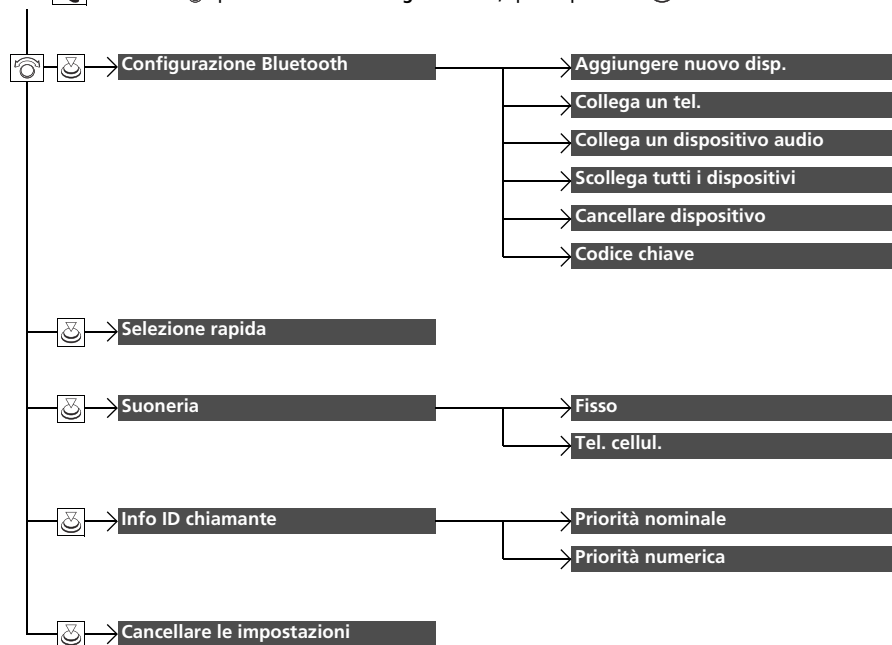 Configurazione Bluetooth
Aggiungere nuovo disp.
Collega un tel.
Collega un dispositivo audio
Scollega tutti i dispositivi
Cancellare dispositivo
Codice chiave
Selezione rapida
Suoneria
Fisso
Tel. cellul.
Info ID chiamante
Priorità nominale
Priorità numerica
Cancellare le impostazioni